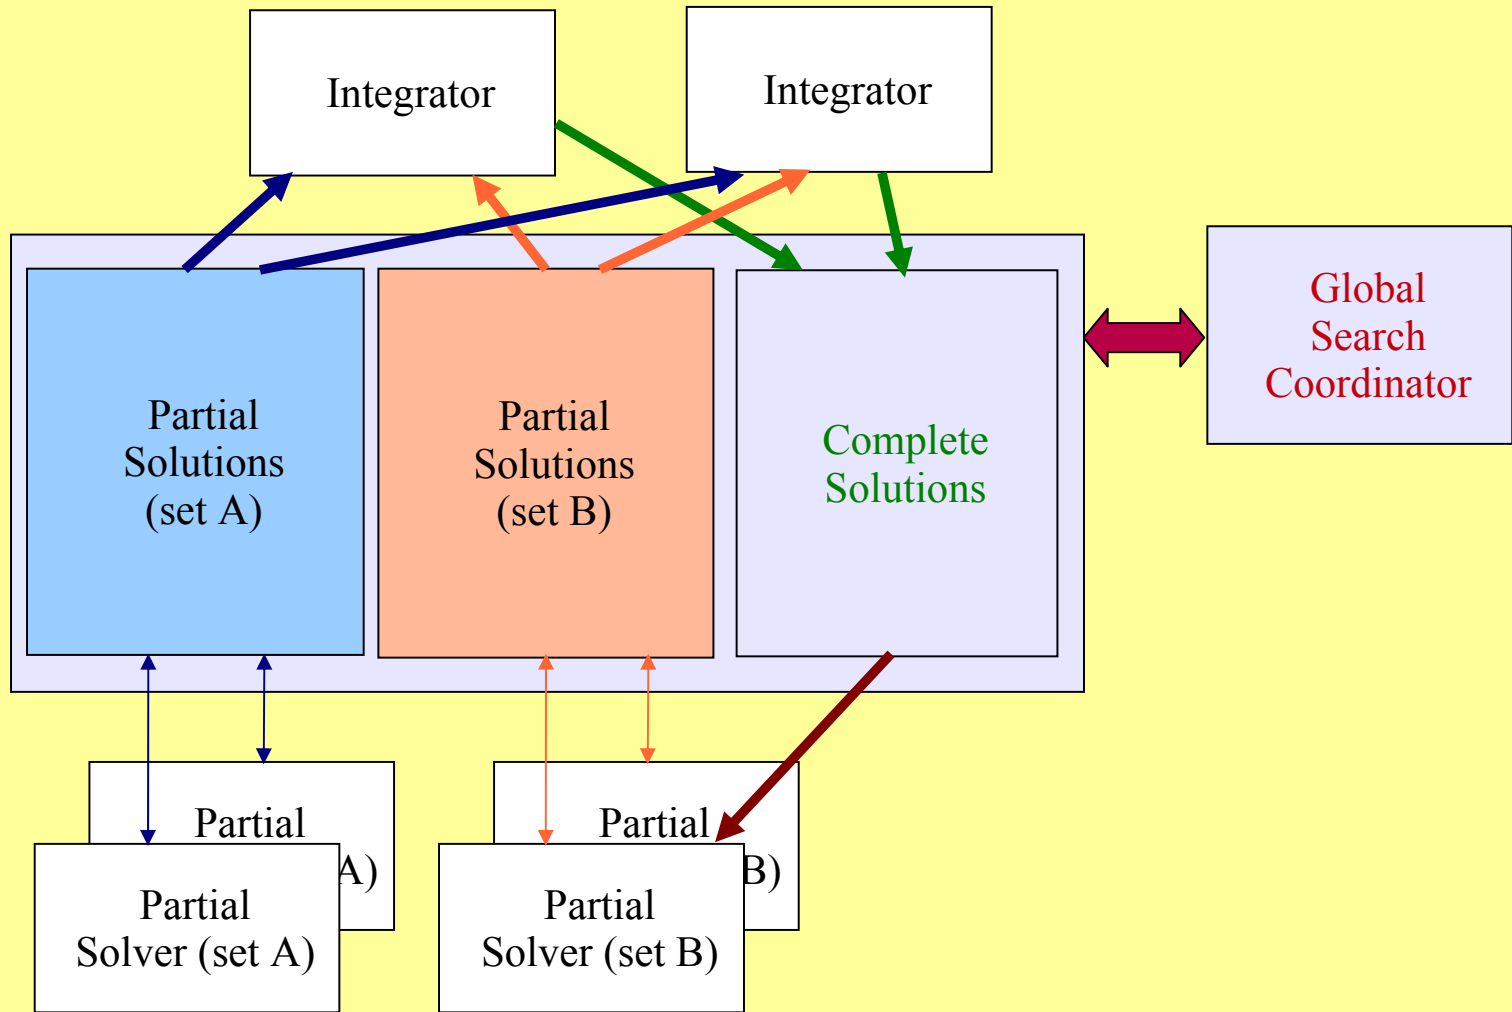 Integrator
Integrator
Partial
Solutions
(set A)
Partial
Solutions
(set B)
Complete
Solutions
Global
Search
Coordinator
Partial
A)
Partial
Solver (set A)
Partial
B)
Partial
Solver (set B)